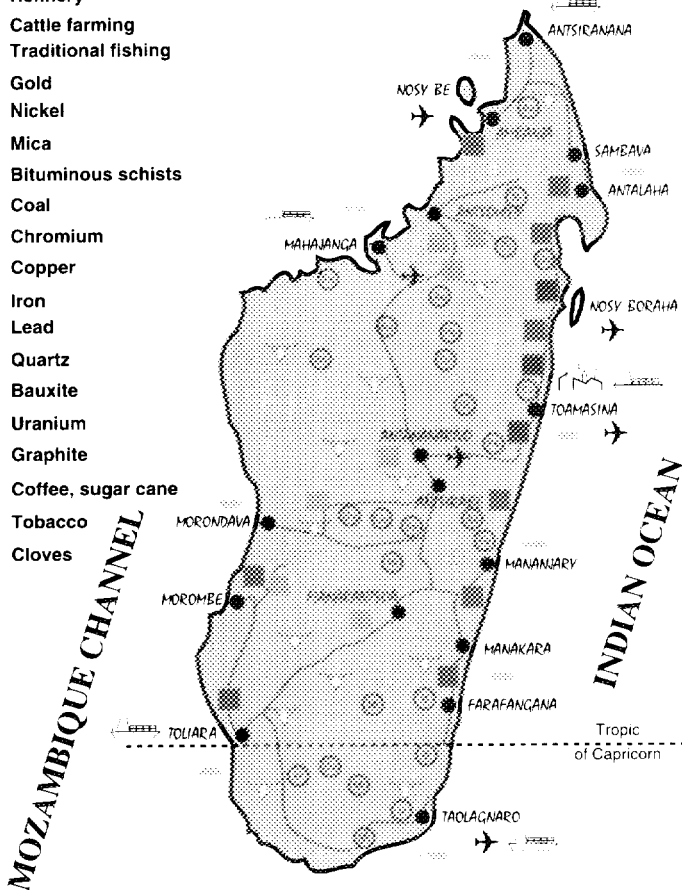 Refinery
Cattle farming
Traditional fishing
Gold
Nickel
Mica
Bituminous schists
Coal
Chromium
Copper
Iron
Lead
Quartz
Bauxite
Uranium
Graphite
Coffee, sugar cane
Tobacco
Cloves
ANTSIRANANA
NOSY BE
SAMBAVA
ANTALAHA
MAHAJANGA
NOSY BORAHA
TOAMASINA
MORONDAVA
MANANJARY
MOROMBE
MANAKARA
FARAFANGANA
TOLIARA
Tropic
of Capricorn
TAOLAGNARO
MOZAMBIQUE CHANNEL
INDIAN OCEAN